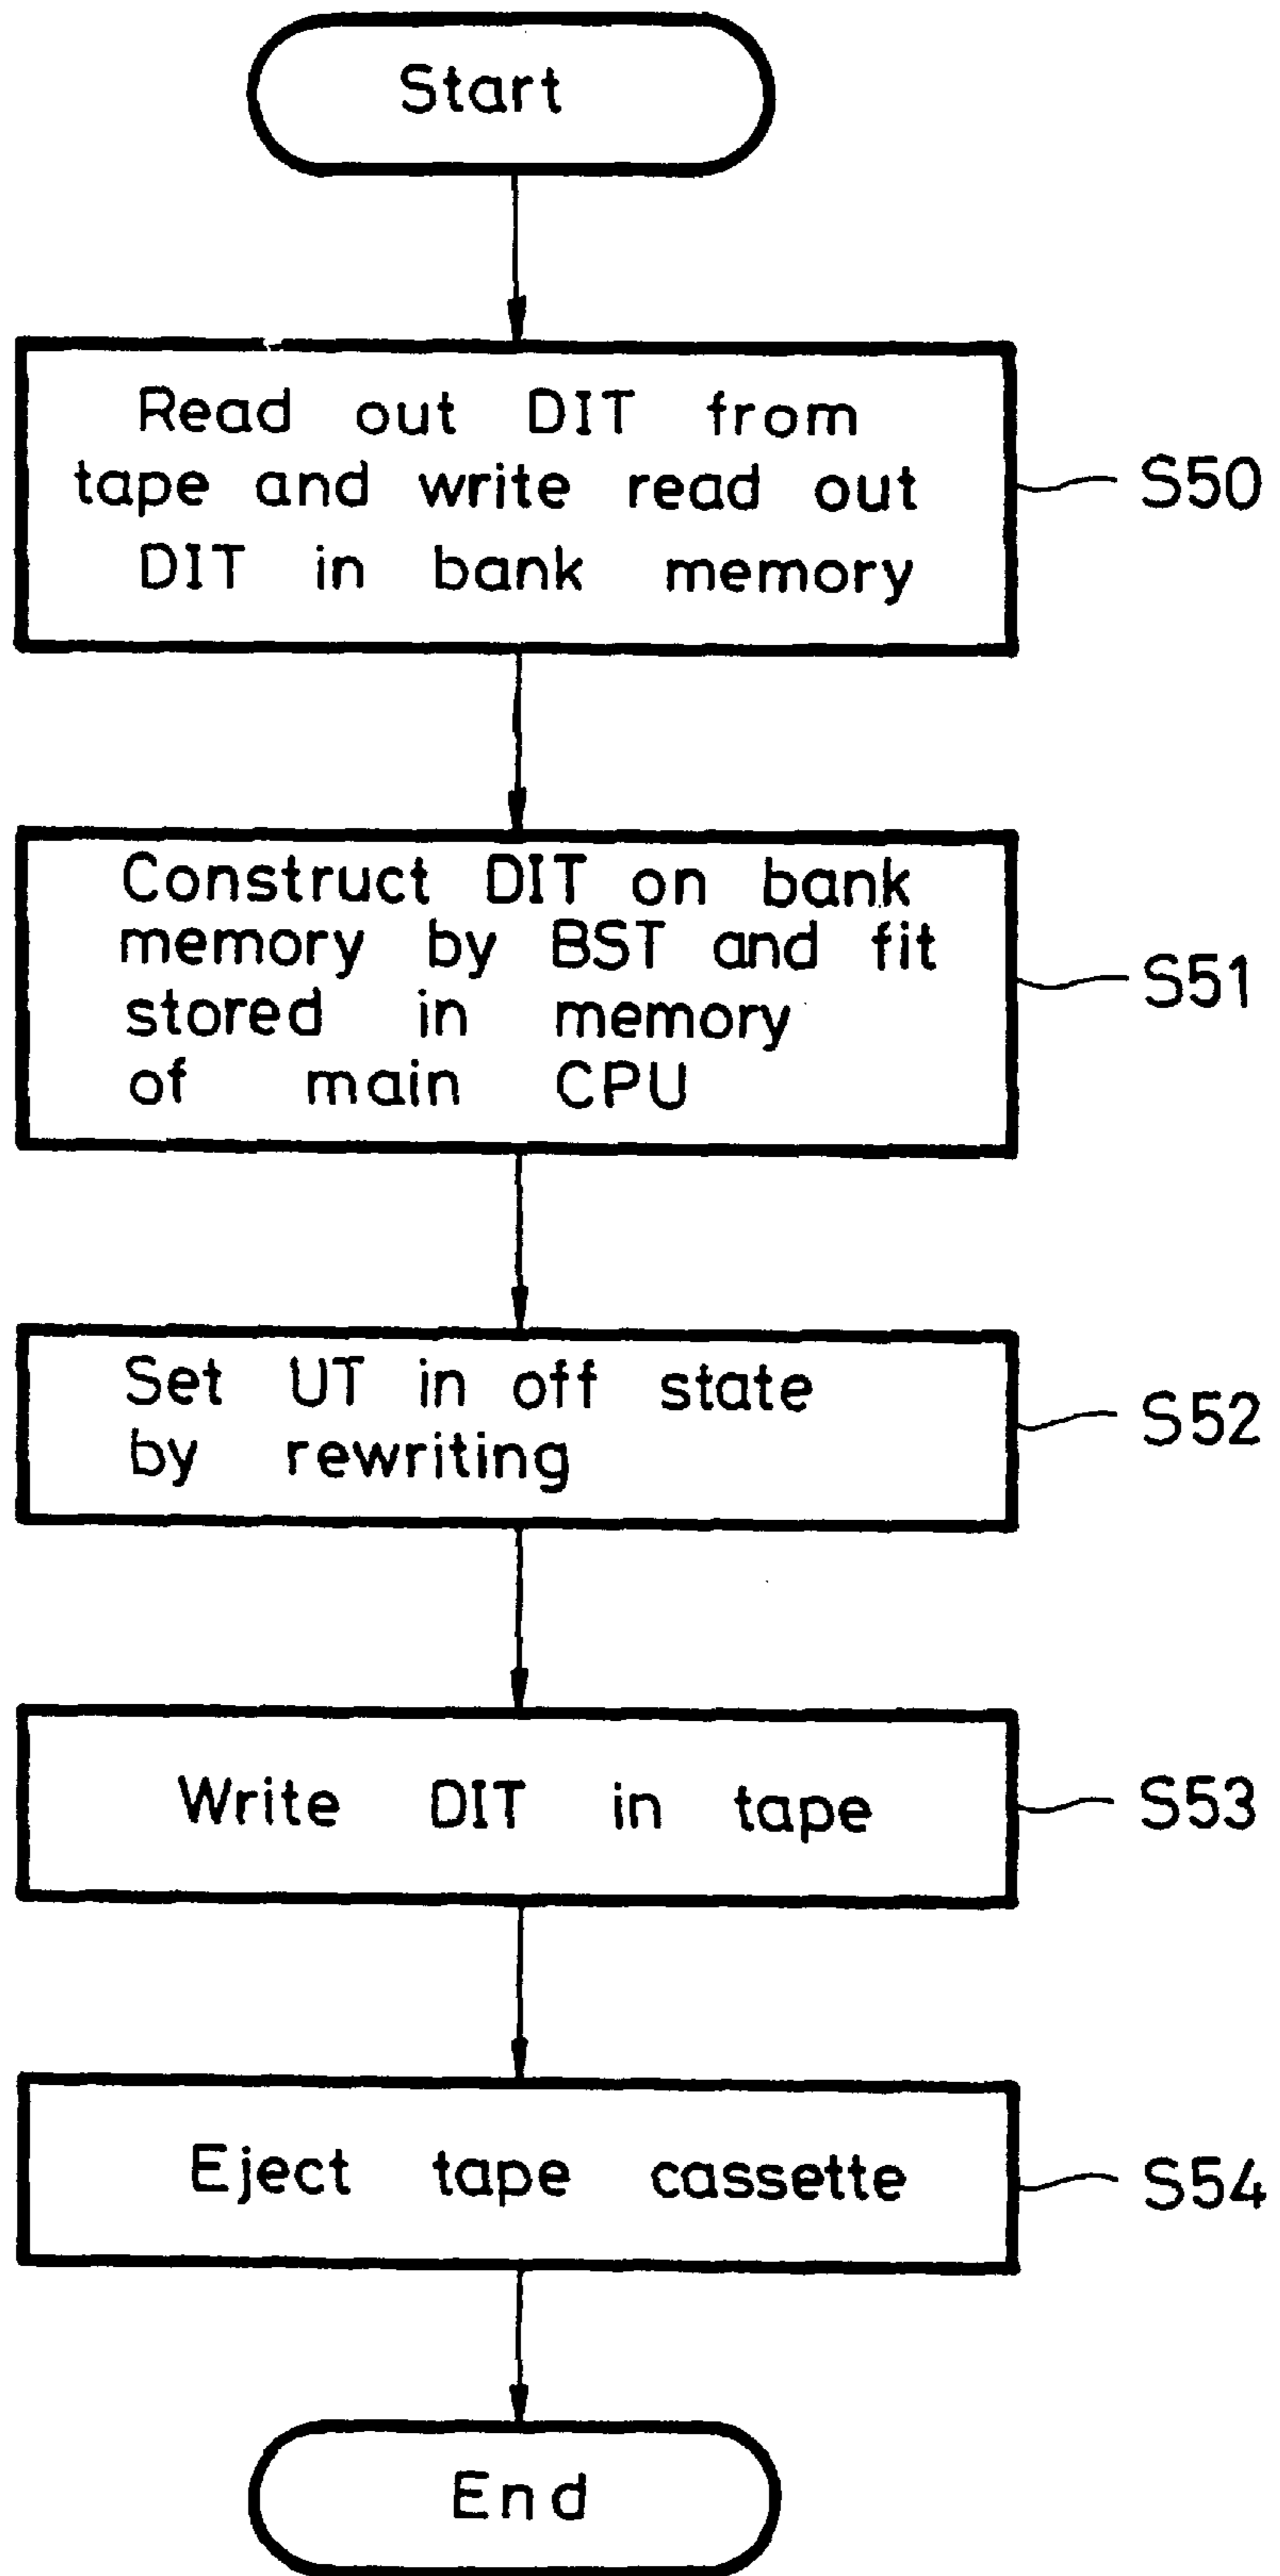 Start
Read out DIT from
tape and write read out
DIT in bank memory
S50
Construct DIT on bank
memory by BST and fit
stored in memory
of main CPU
S51
Set UT in off state
by rewriting
S52
Write DIT in tape
S53
Eject tape cassette
S54
End